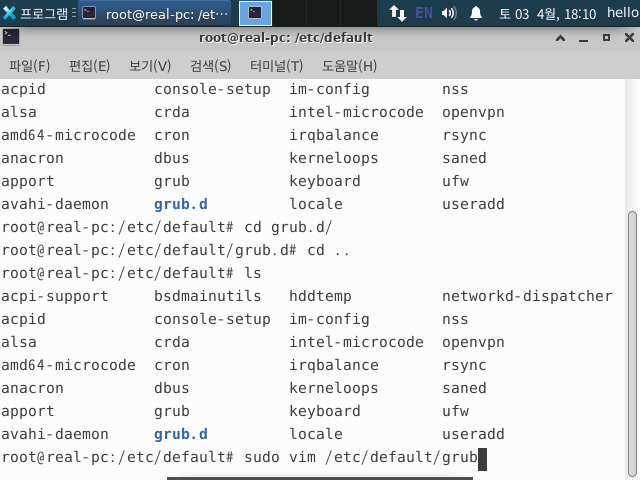 프로그램 root@real-pc: /et… EN 토 03 4월, 18:10 hello
root@real-pc: /etc/default
파일(F) 편집(E) 보기(V) 검색(S) 터미널(T) 도움말(H)
acpid console-setup im-config nss
alsa crda intel-microcode openvpn
amd64-microcode cron irqbalance rsync
anacron dbus kerneloops saned
apport grub keyboard ufw
avahi-daemon grub.d locale useradd
root@real-pc:/etc/default# cd grub.d/
root@real-pc:/etc/default/grub.d# cd ..
root@real-pc:/etc/default# ls
acpi-support bsdmainutils hddtemp networkd-dispatcher
acpid console-setup im-config nss
alsa crda intel-microcode openvpn
amd64-microcode cron irqbalance rsync
anacron dbus kerneloops saned
apport grub keyboard ufw
avahi-daemon grub.d locale useradd
root@real-pc:/etc/default# sudo vim /etc/default/grub